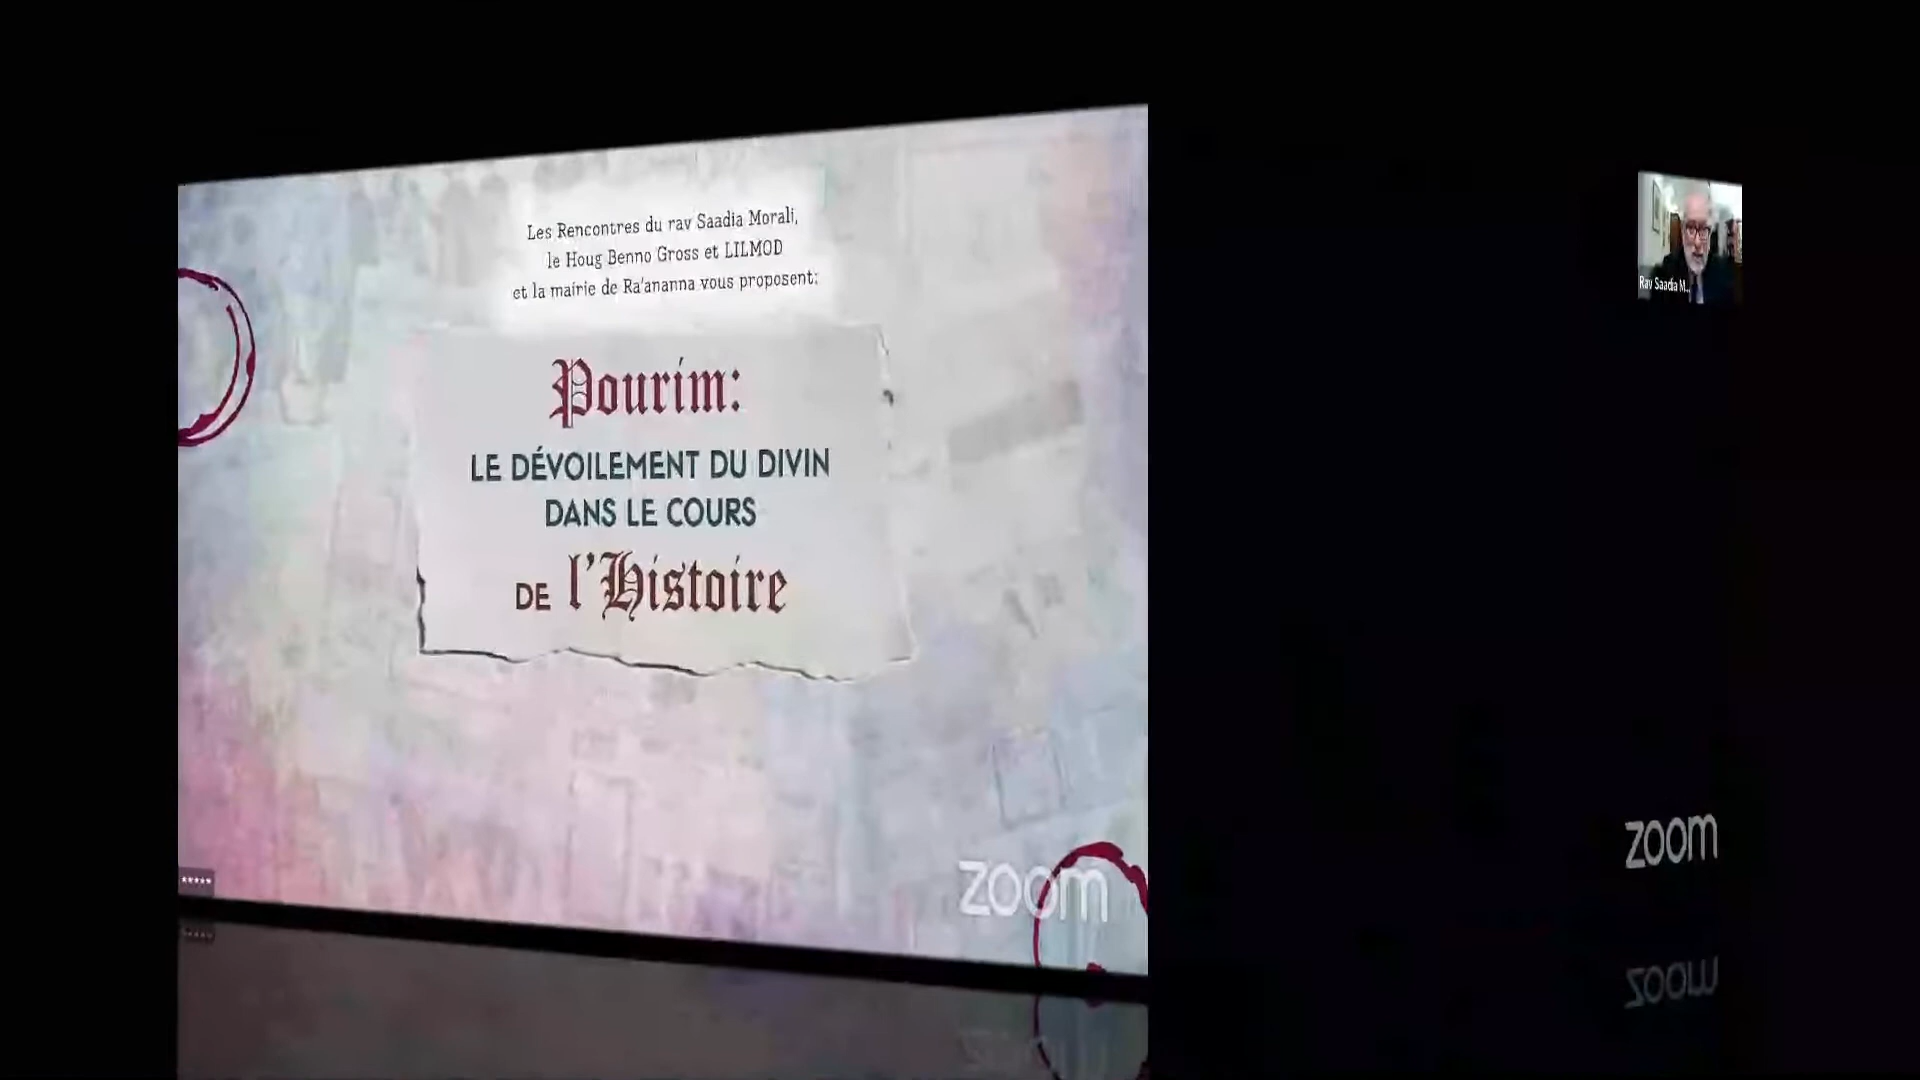 Les Rencontres du rav Saadia Morali,
le Houg Benno Gross et LILMOD
et la mairie de Ra'ananna vous proposent:
Pourim:
LE DÉVOILEMENT DU DIVIN
DANS LE COURS
DE l'Histoire
*****
zoom
Rav Saadia M...
zoom